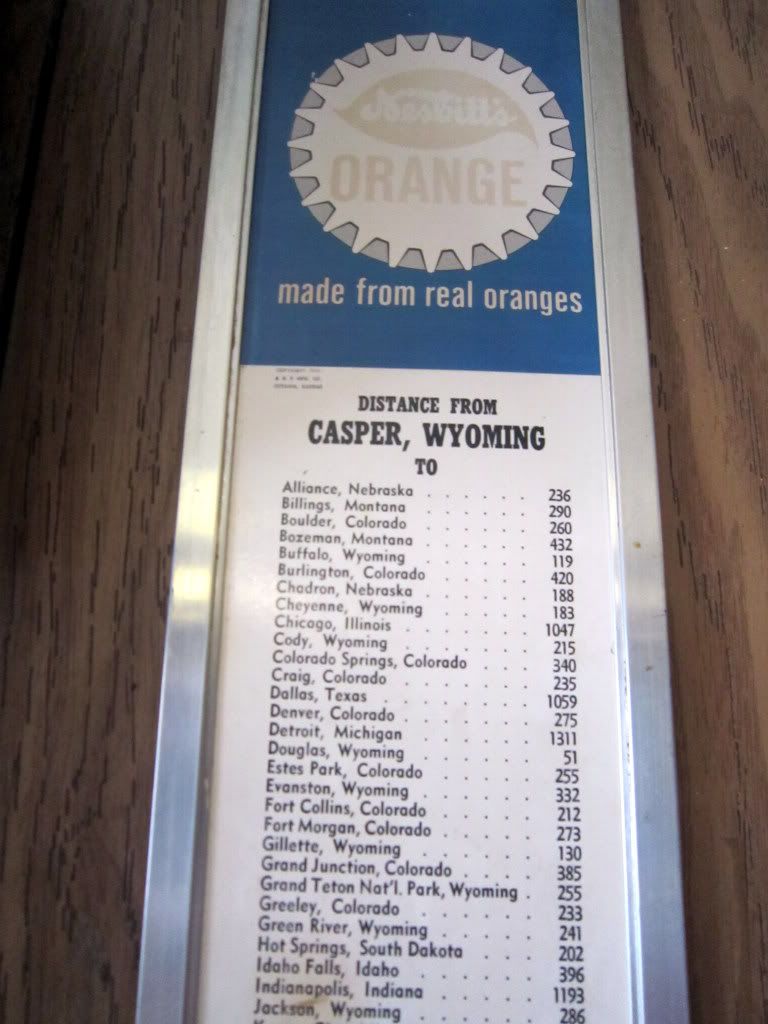 Nesbitt's
ORANGE
made from real oranges
DISTANCE FROM
CASPER, WYOMING
TO
Alliance, Nebraska . . . . . . 236
Billings, Montana . . . . . . 290
Boulder, Colorado . . . . . . 260
Bozeman, Montana . . . . . . 432
Buffalo, Wyoming . . . . . . 119
Burlington, Colorado . . . . . 420
Chadron, Nebraska . . . . . . 188
Cheyenne, Wyoming . . . . . 183
Chicago, Illinois . . . . . . 1047
Cody, Wyoming . . . . . . 215
Colorado Springs, Colorado . . . 340
Craig, Colorado . . . . . . 235
Dallas, Texas . . . . . . . 1059
Denver, Colorado . . . . . . 275
Detroit, Michigan . . . . . . 1311
Douglas, Wyoming . . . . . . 51
Estes Park, Colorado . . . . . 255
Evanston, Wyoming . . . . . 332
Fort Collins, Colorado . . . . . 212
Fort Morgan, Colorado . . . . 273
Gillette, Wyoming . . . . . 130
Grand Junction, Colorado . . . . 385
Grand Teton Nat'l. Park, Wyoming . 255
Greeley, Colorado . . . . . 233
Green River, Wyoming . . . . 241
Hot Springs, South Dakota . . . 202
Idaho Falls, Idaho . . . . . 396
Indianapolis, Indiana . . . . 1193
Jackson, Wyoming . . . . . 286